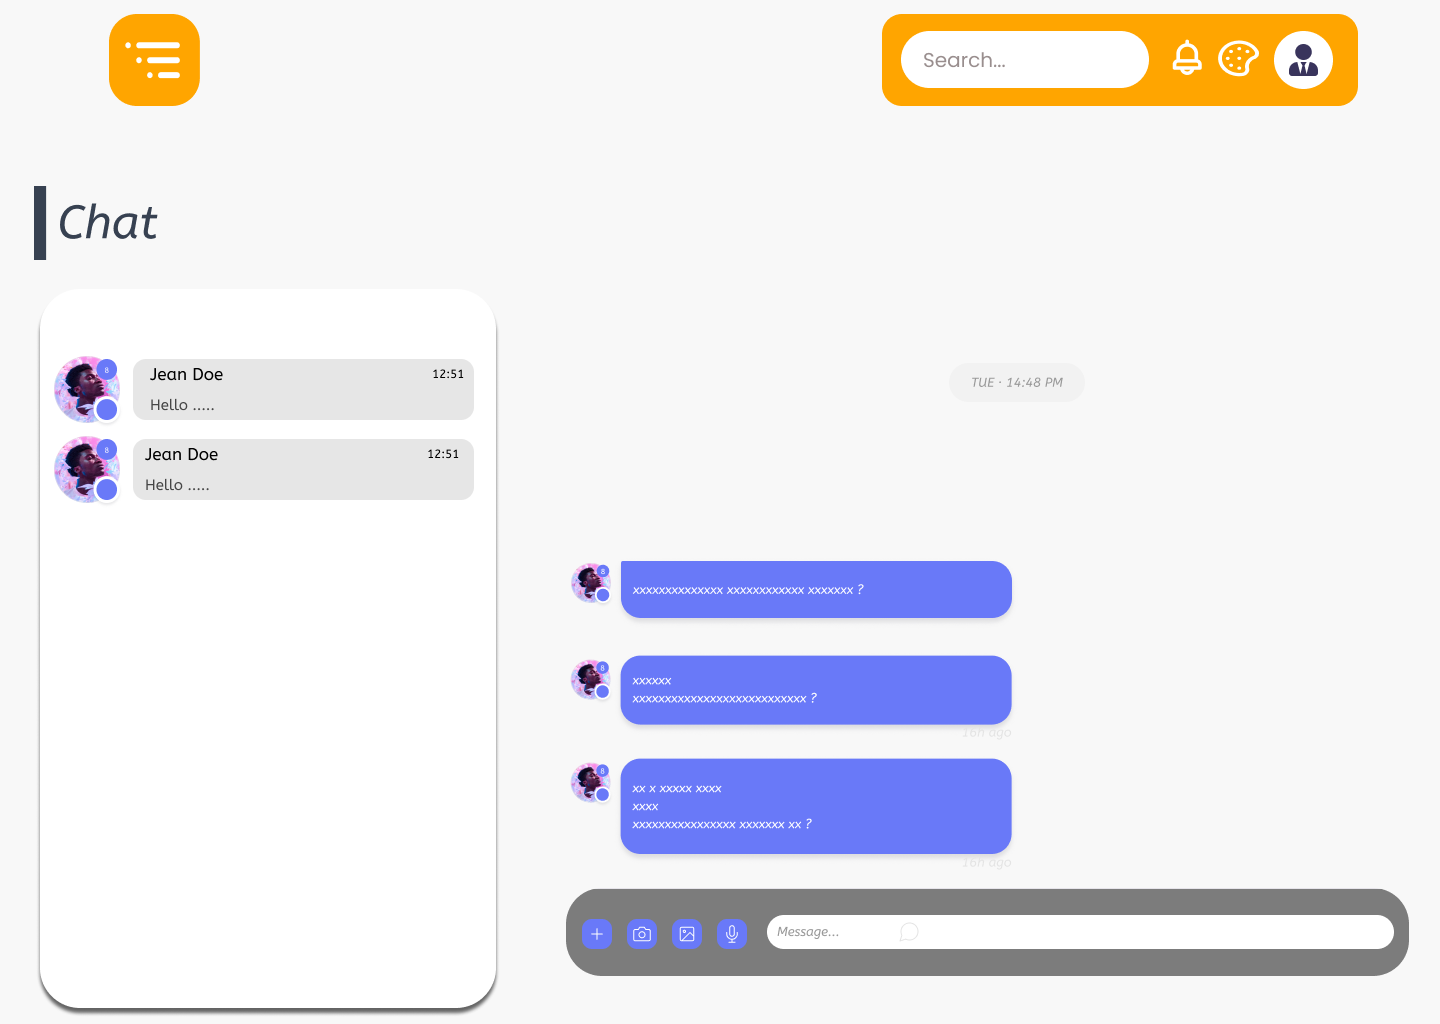 Search...
Chat
8
Jean Doe
12:51
Hello .....
8
Jean Doe
12:51
Hello .....
TUE · 14:48 PM
8
xxxxxxxxxxxxxx xxxxxxxxxxxx xxxxxxx ?
8
xxxxxx
xxxxxxxxxxxxxxxxxxxxxxxxxxx ?
16h ago
8
xx x xxxxx xxxx
xxxx
xxxxxxxxxxxxxxxx xxxxxxx xx ?
16h ago
Message...